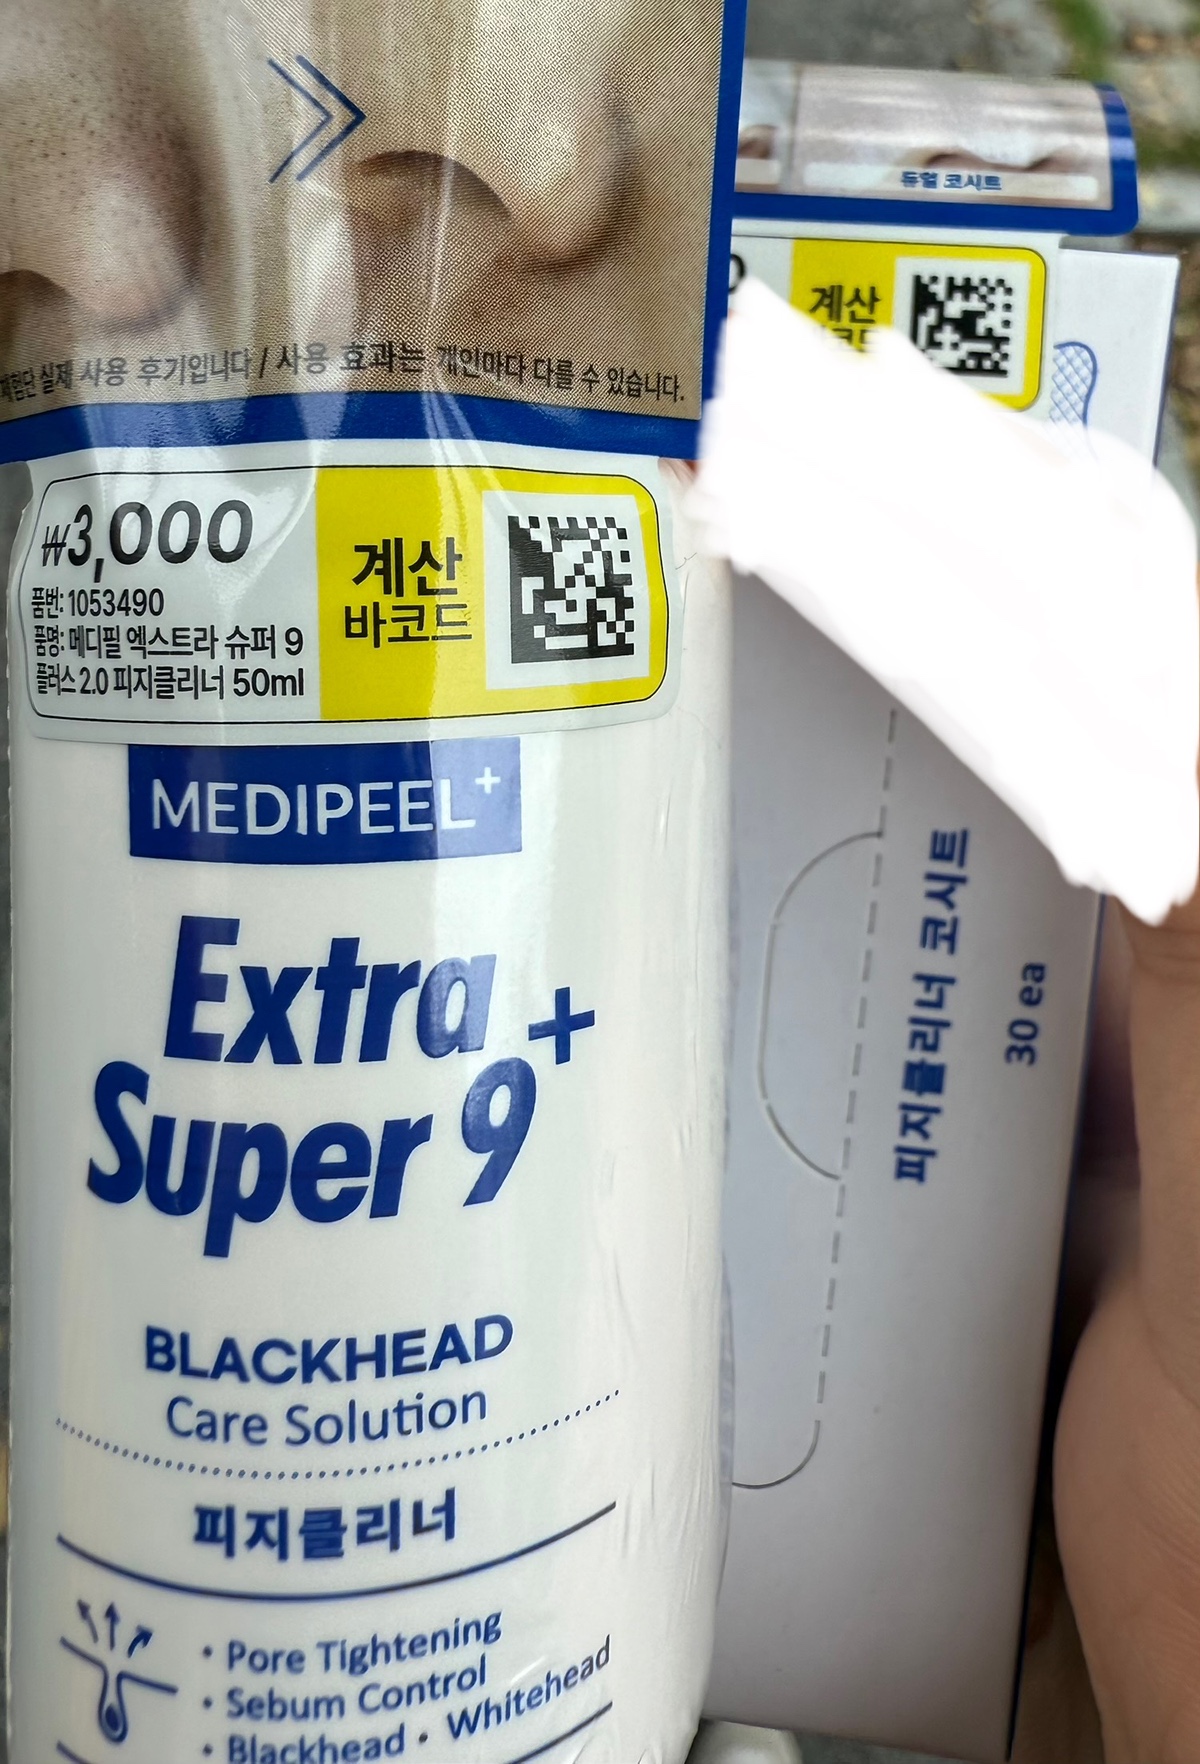 체험단 실제 사용 후기입니다 / 사용 효과는 개인마다 다를 수 있습니다.
₩3,000
품번: 1053490
품명: 메디필 엑스트라 슈퍼 9
플러스 2.0 피지클리너 50ml
계산
바코드
MEDIPEEL+
Extra
Super 9+
BLACKHEAD
Care Solution
피지클리너
• Pore Tightening
• Sebum Control
• Blackhead • Whitehead
듀얼 코시트
계산
바코드
피지클리너 코시트
30 ea